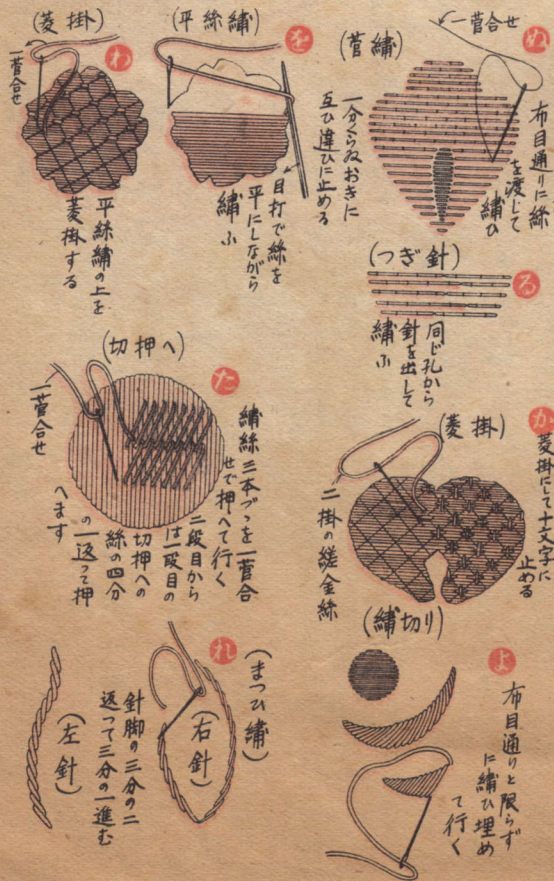 ぬ
(菅繍)
一菅合せ
布目通りに絲
を渡して
繍ひ
一分くらゐおきに
互ひ違ひに止める
る
(つぎ針)
同じ孔から
針を出して
繍ふ
を
(平絲繍)
目打で絲を
平にしながら
繍ふ
わ
(菱掛)
一菅合せ
平絲繍の上を
菱掛する
か
(菱掛)
菱掛にして十文字に
止める
二掛の縒金絲
よ
(繍切り)
布目通りと限らず
に繍ひ埋め
て行く
た
(切押へ)
一菅合せ
繍絲三本づつを一菅合
せで押へて行く
二段目から
は一段目の
切押への
絲の四分
の一返つて押
へます
れ
(まつひ繍)
(右針)
針脚の三分の二
返つて三分の一進む
(左針)